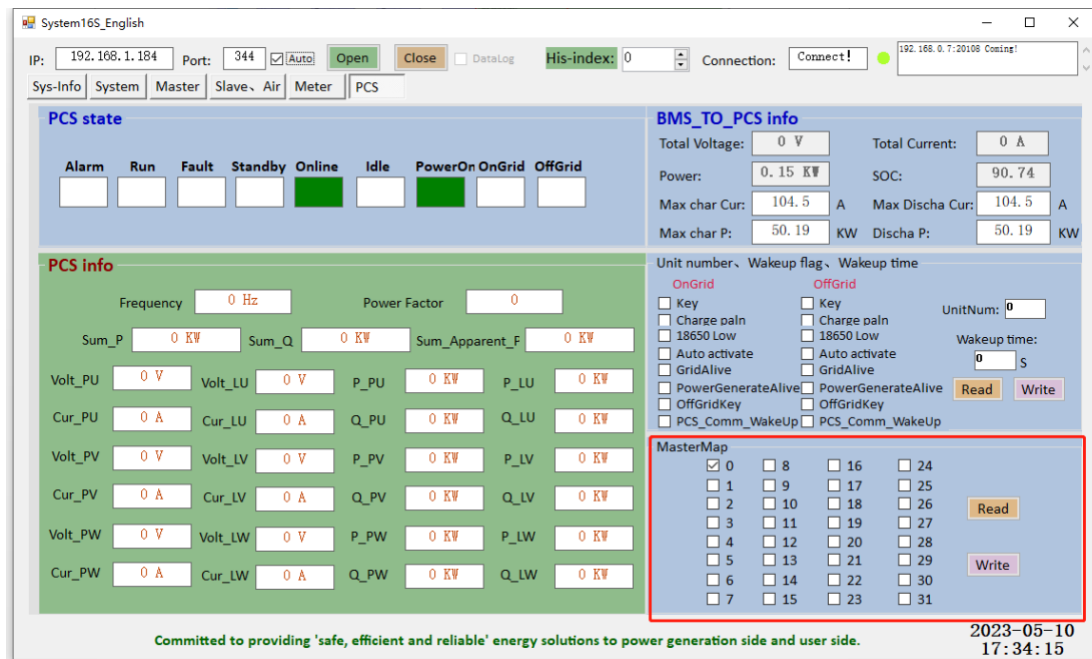 System16S_English
IP: 192.168.1.184 Port: 344 Auto Open Close DataLog His-index: 0 Connection: Connect! 192.168.0.7:20108 Coming!
Sys-Info System Master Slave、Air Meter PCS
PCS state
Alarm Run Fault Standby Online Idle PowerOn OnGrid OffGrid
BMS_TO_PCS info
Total Voltage: 0 V Total Current: 0 A
Power: 0.15 KW SOC: 90.74
Max char Cur: 104.5 A Max Discha Cur: 104.5 A
Max char P: 50.19 KW Discha P: 50.19 KW
PCS info
Frequency 0 Hz Power Factor 0
Sum_P 0 KW Sum_Q 0 KW Sum_Apparent_F 0 KW
Volt_PU 0 V Volt_LU 0 V P_PU 0 KW P_LU 0 KW
Cur_PU 0 A Cur_LU 0 A Q_PU 0 KW Q_LU 0 KW
Volt_PV 0 V Volt_LV 0 V P_PV 0 KW P_LV 0 KW
Cur_PV 0 A Cur_LV 0 A Q_PV 0 KW Q_LV 0 KW
Volt_PW 0 V Volt_LW 0 V P_PW 0 KW P_LW 0 KW
Cur_PW 0 A Cur_LW 0 A Q_PW 0 KW Q_LW 0 KW
Unit number、Wakeup flag、Wakeup time
OnGrid OffGrid
Key Key
Charge paln Charge paln
18650 Low 18650 Low
Auto activate Auto activate
GridAlive GridAlive
PowerGenerateAlive PowerGenerateAlive
OffGridKey OffGridKey
PCS_Comm_WakeUp PCS_Comm_WakeUp
UnitNum: 0
Wakeup time:
0 S
Read Write
MasterMap
0 8 16 24
1 9 17 25
2 10 18 26
3 11 19 27
4 12 20 28
5 13 21 29
6 14 22 30
7 15 23 31
Read
Write
Committed to providing 'safe, efficient and reliable' energy solutions to power generation side and user side.
2023-05-10
17:34:15